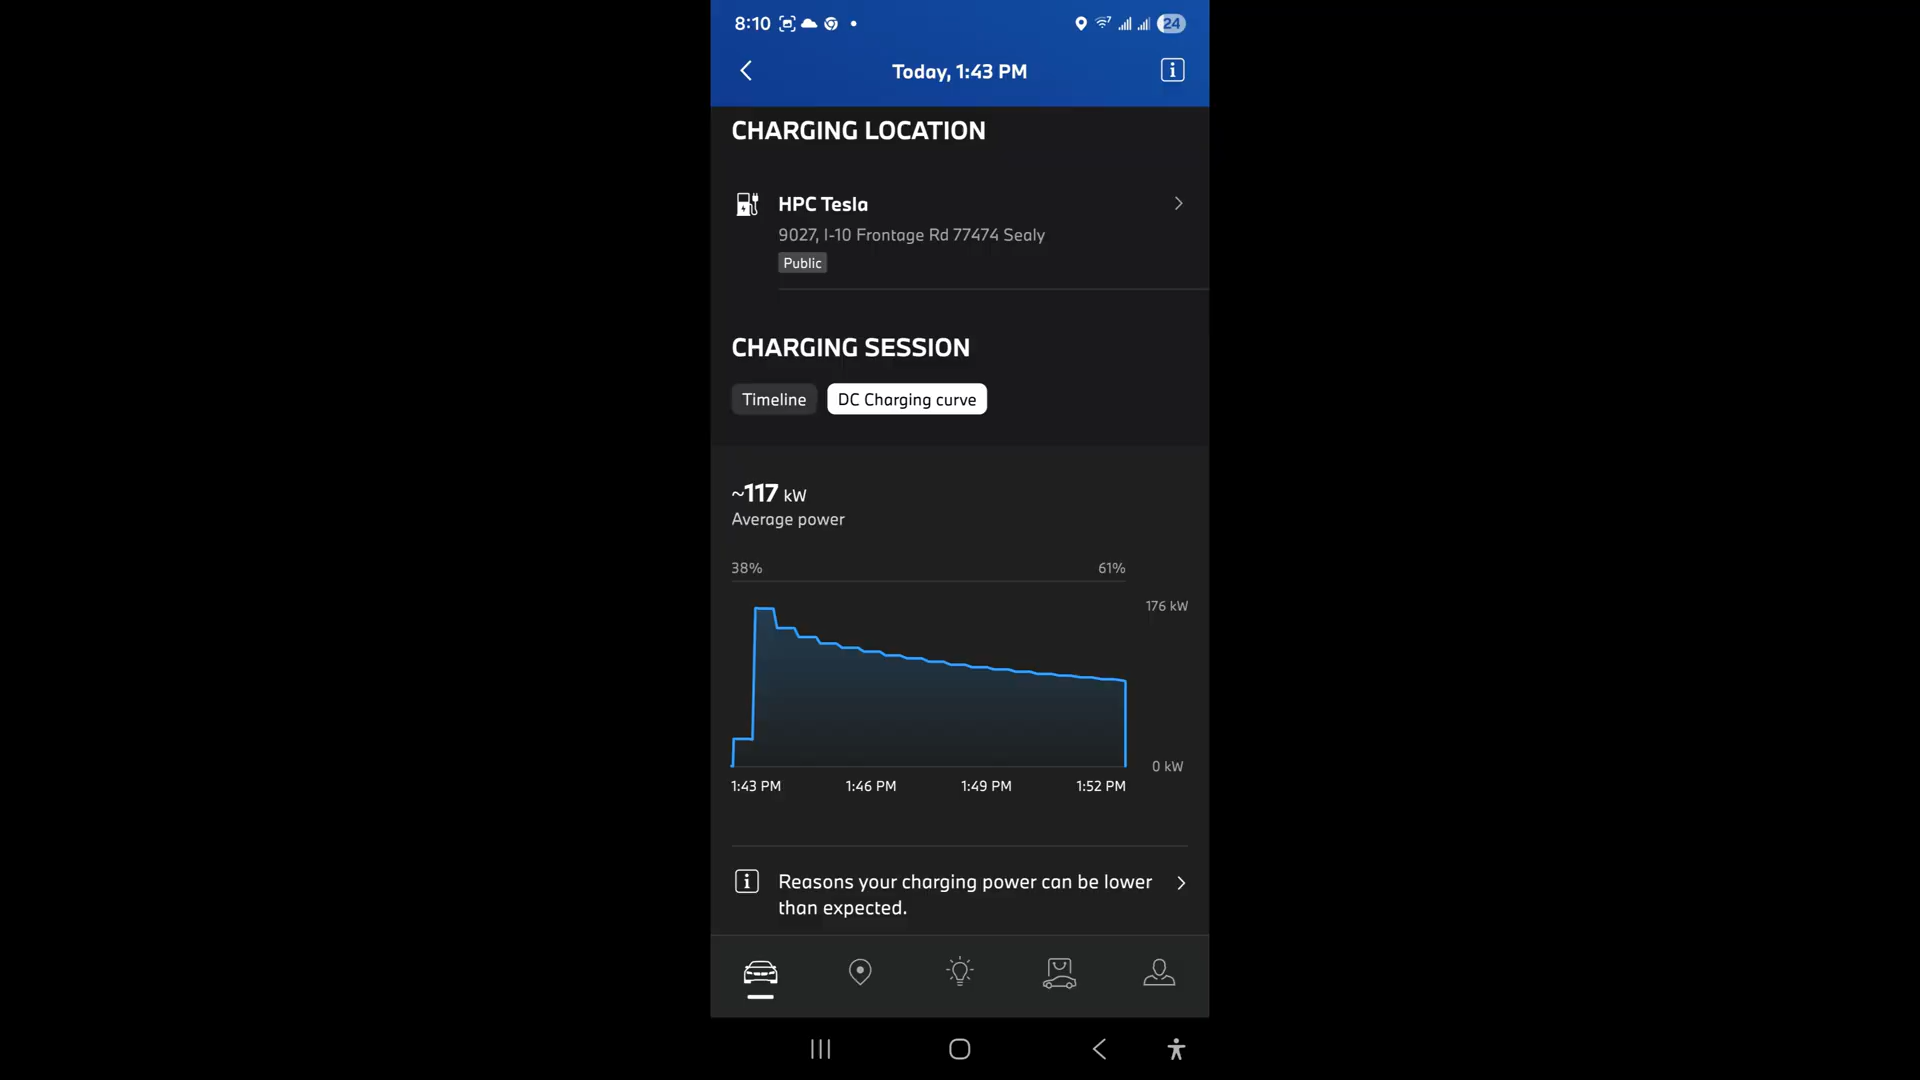 8:10
24
Today, 1:43 PM
CHARGING LOCATION
HPC Tesla
9027, I-10 Frontage Rd 77474 Sealy
Public
CHARGING SESSION
Timeline
DC Charging curve
~117 kW
Average power
38%
61%
176 kW
0 kW
1:43 PM
1:46 PM
1:49 PM
1:52 PM
Reasons your charging power can be lower
than expected.